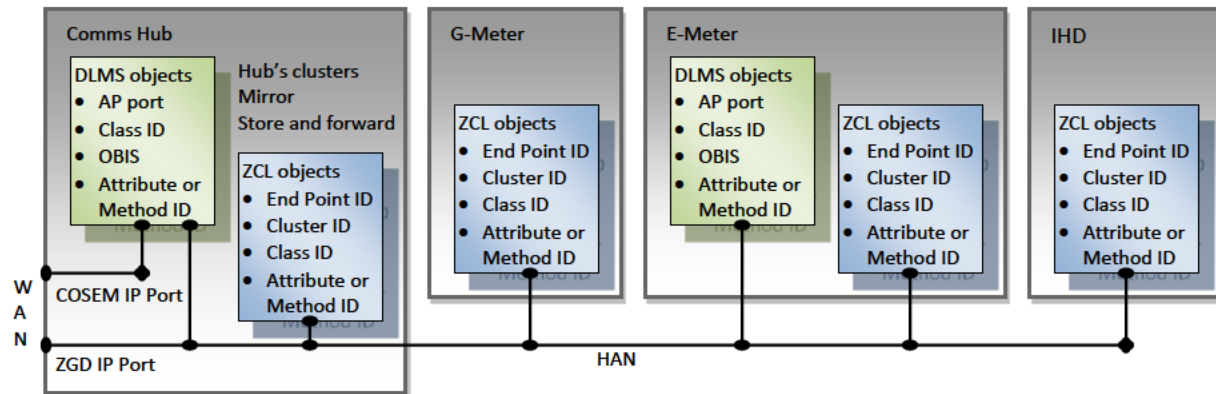 Comms Hub
DLMS objects
• AP port
• Class ID
• OBIS
• Attribute or
Method ID
Hub's clusters
Mirror
Store and forward
ZCL objects
• End Point ID
• Cluster ID
• Class ID
• Attribute or
Method ID
G-Meter
ZCL objects
• End Point ID
• Cluster ID
• Class ID
• Attribute or
Method ID
E-Meter
DLMS objects
• AP port
• Class ID
• OBIS
• Attribute or
Method ID
ZCL objects
• End Point ID
• Cluster ID
• Class ID
• Attribute or
Method ID
IHD
ZCL objects
• End Point ID
• Cluster ID
• Class ID
• Attribute or
Method ID
W
A
N
COSEM IP Port
ZGD IP Port
HAN